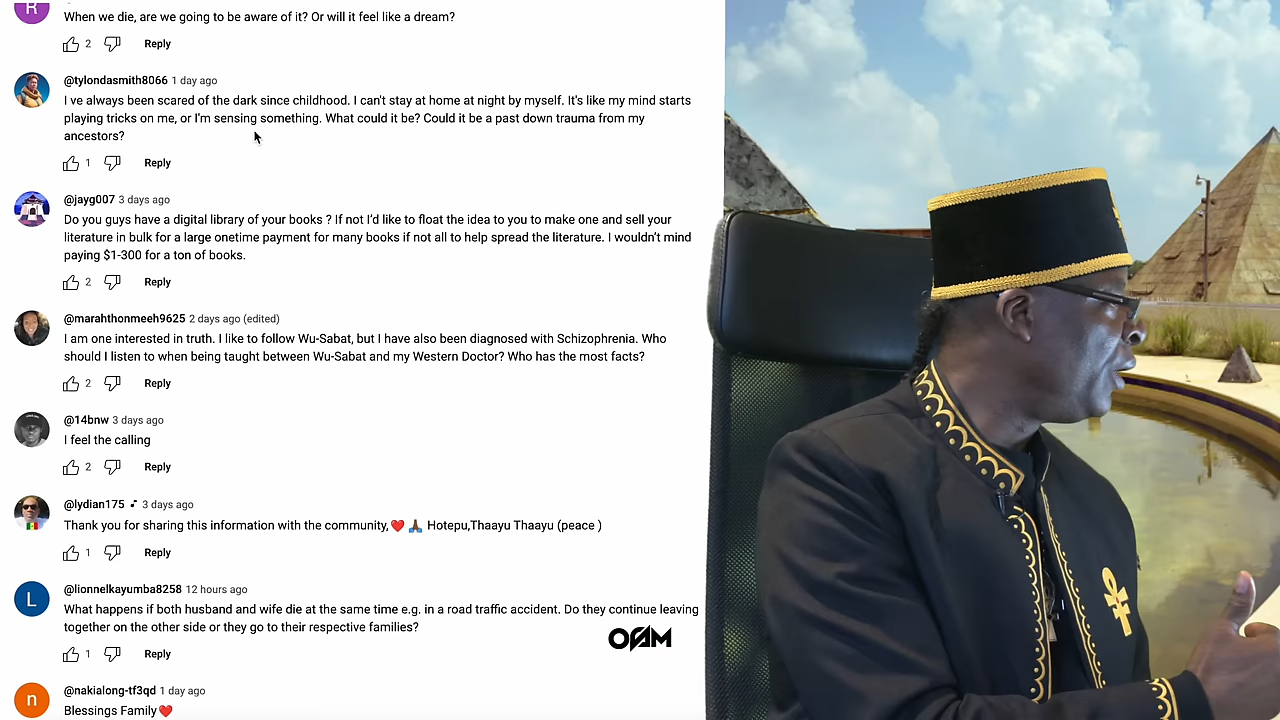 R
When we die, are we going to be aware of it? Or will it feel like a dream?
2 Reply
@tylondasmith8066 1 day ago
I ve always been scared of the dark since childhood. I can't stay at home at night by myself. It's like my mind starts
playing tricks on me, or I'm sensing something. What could it be? Could it be a past down trauma from my
ancestors?
1 Reply
@jayg007 3 days ago
Do you guys have a digital library of your books ? If not I'd like to float the idea to you to make one and sell your
literature in bulk for a large onetime payment for many books if not all to help spread the literature. I wouldn't mind
paying $1-300 for a ton of books.
2 Reply
@marahthonmeeh9625 2 days ago (edited)
I am one interested in truth. I like to follow Wu-Sabat, but I have also been diagnosed with Schizophrenia. Who
should I listen to when being taught between Wu-Sabat and my Western Doctor? Who has the most facts?
2 Reply
@14bnw 3 days ago
I feel the calling
2 Reply
@lydian175 3 days ago
Thank you for sharing this information with the community,❤️ 🙏🏾 Hotepu,Thaayu Thaayu (peace )
1 Reply
L
@lionnelkayumba8258 12 hours ago
What happens if both husband and wife die at the same time e.g. in a road traffic accident. Do they continue leaving
together on the other side or they go to their respective families?
OFAM
1 Reply
n
@nakialong-tf3qd 1 day ago
Blessings Family❤️